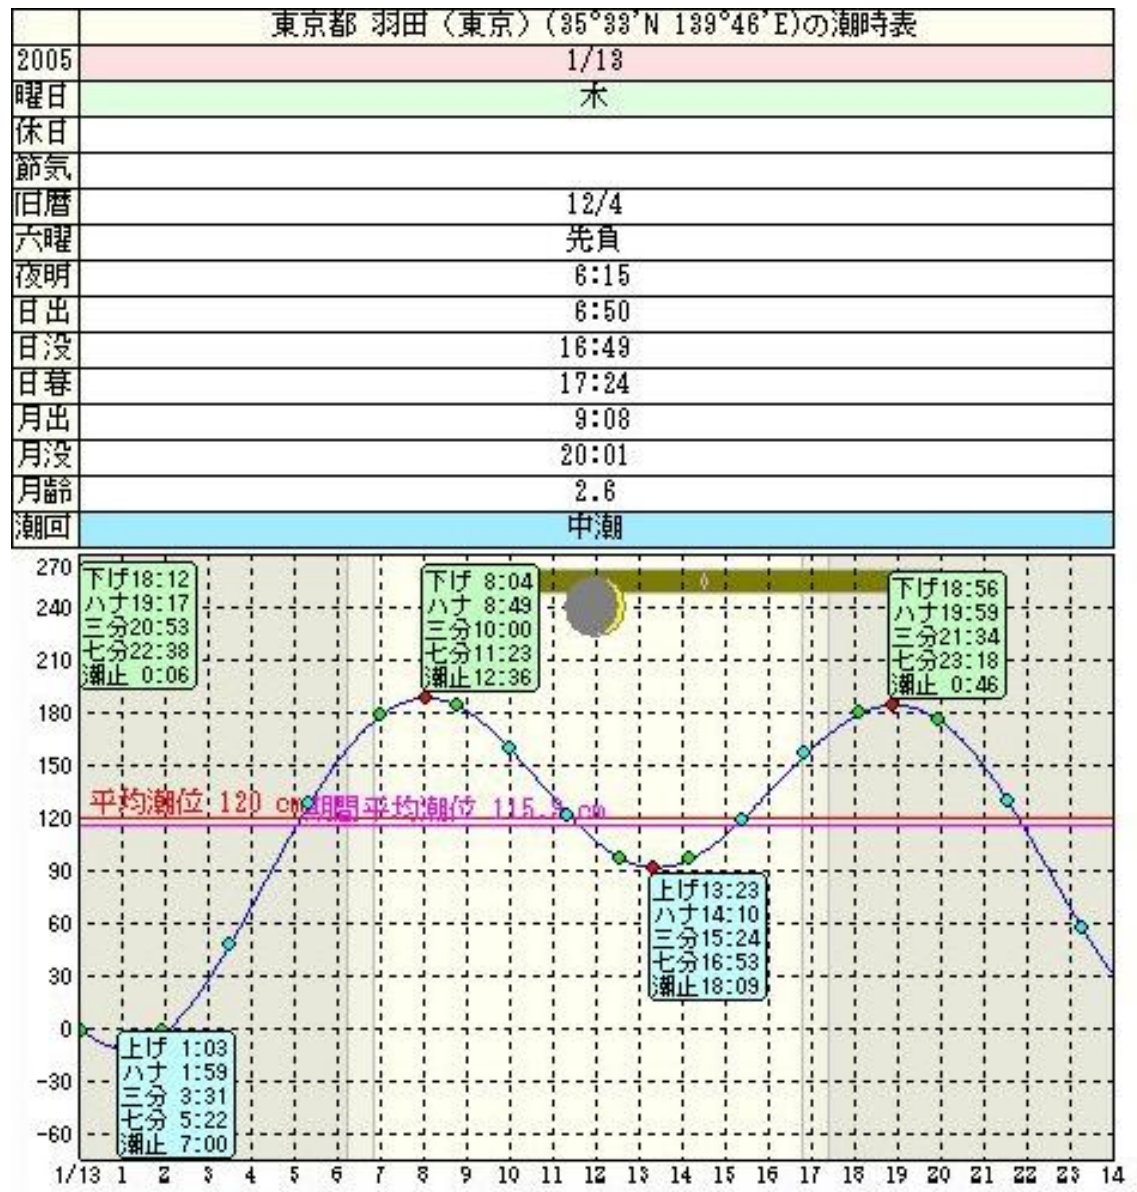 東京都 羽田（東京）(35°33'N 139°46'E)の潮時表
2005 1/13
曜日 木
休日
節気
旧暦 12/4
六曜 先負
夜明 6:15
日出 6:50
日没 16:49
日暮 17:24
月出 9:08
月没 20:01
月齢 2.6
潮回 中潮
270
240
210
180
150
120
90
60
30
0
-30
-60
下げ18:12
ハナ19:17
三分20:53
七分22:38
潮止 0:06
下げ 8:04
ハナ 8:49
三分10:00
七分11:23
潮止12:36
下げ18:56
ハナ19:59
三分21:34
七分23:18
潮止 0:46
平均潮位 120 cm
期間平均潮位 115.9 cm
上げ13:23
ハナ14:10
三分15:24
七分16:53
潮止18:09
上げ 1:03
ハナ 1:59
三分 3:31
七分 5:22
潮止 7:00
1/13 1 2 3 4 5 6 7 8 9 10 11 12 13 14 15 16 17 18 19 20 21 22 23 14